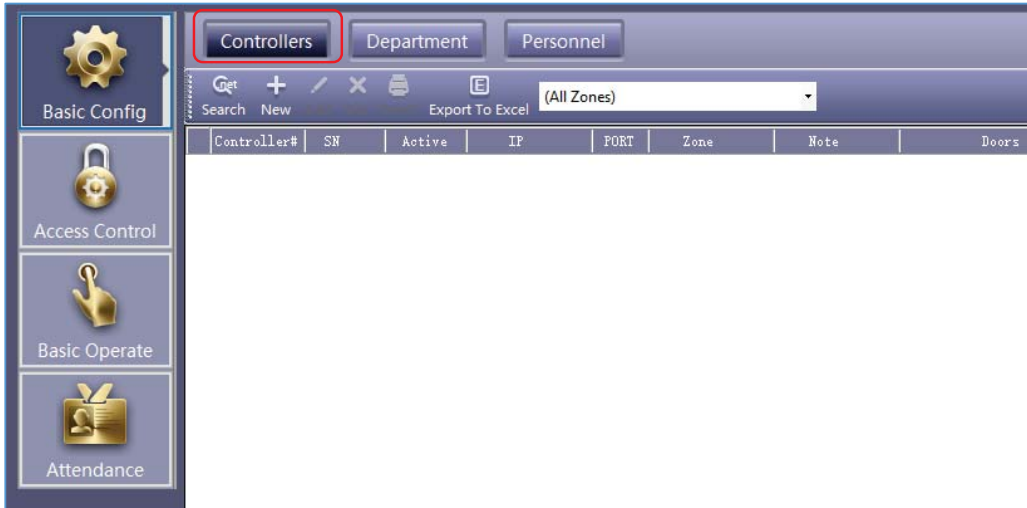 Controllers Department Personnel
Search New Export To Excel (All Zones)
Controller# SN Active IP PORT Zone Note Doors
Basic Config
Access Control
Basic Operate
Attendance